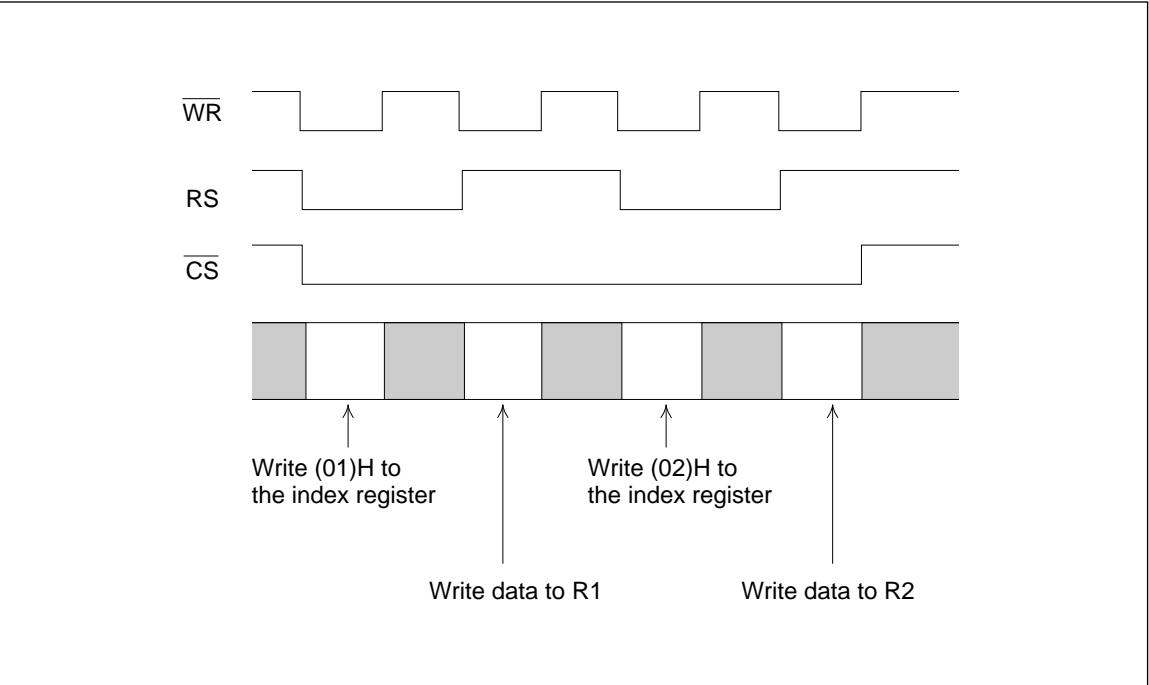 WR
RS
CS
Write (01)H to
the index register
Write (02)H to
the index register
Write data to R1
Write data to R2